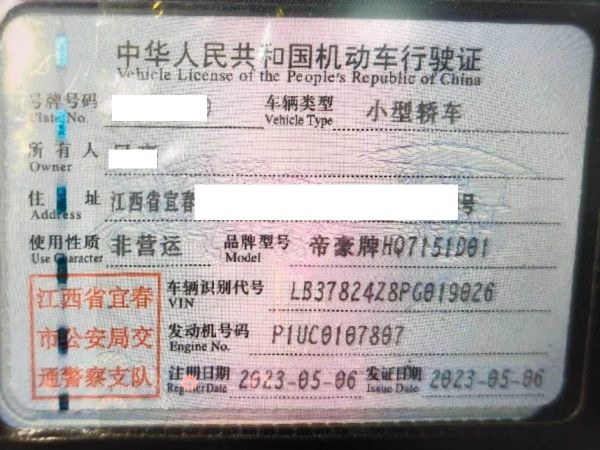 中华人民共和国机动车行驶证
Vehicle License of the People's Republic of China
号牌号码 车辆类型 小型轿车
Plate No. Vehicle Type
所有人
Owner
住址 江西省宜春 号
Address
使用性质 非营运 品牌型号 帝豪牌HQ7151D01
Use Character Model
江西省宜春 车辆识别代号 LB37824Z8PG019026
VIN
市公安局交 发动机号码 P1UC0107807
Engine No.
通警察支队 注册日期 2023-05-06 发证日期 2023-05-06
Register Date Issue Date